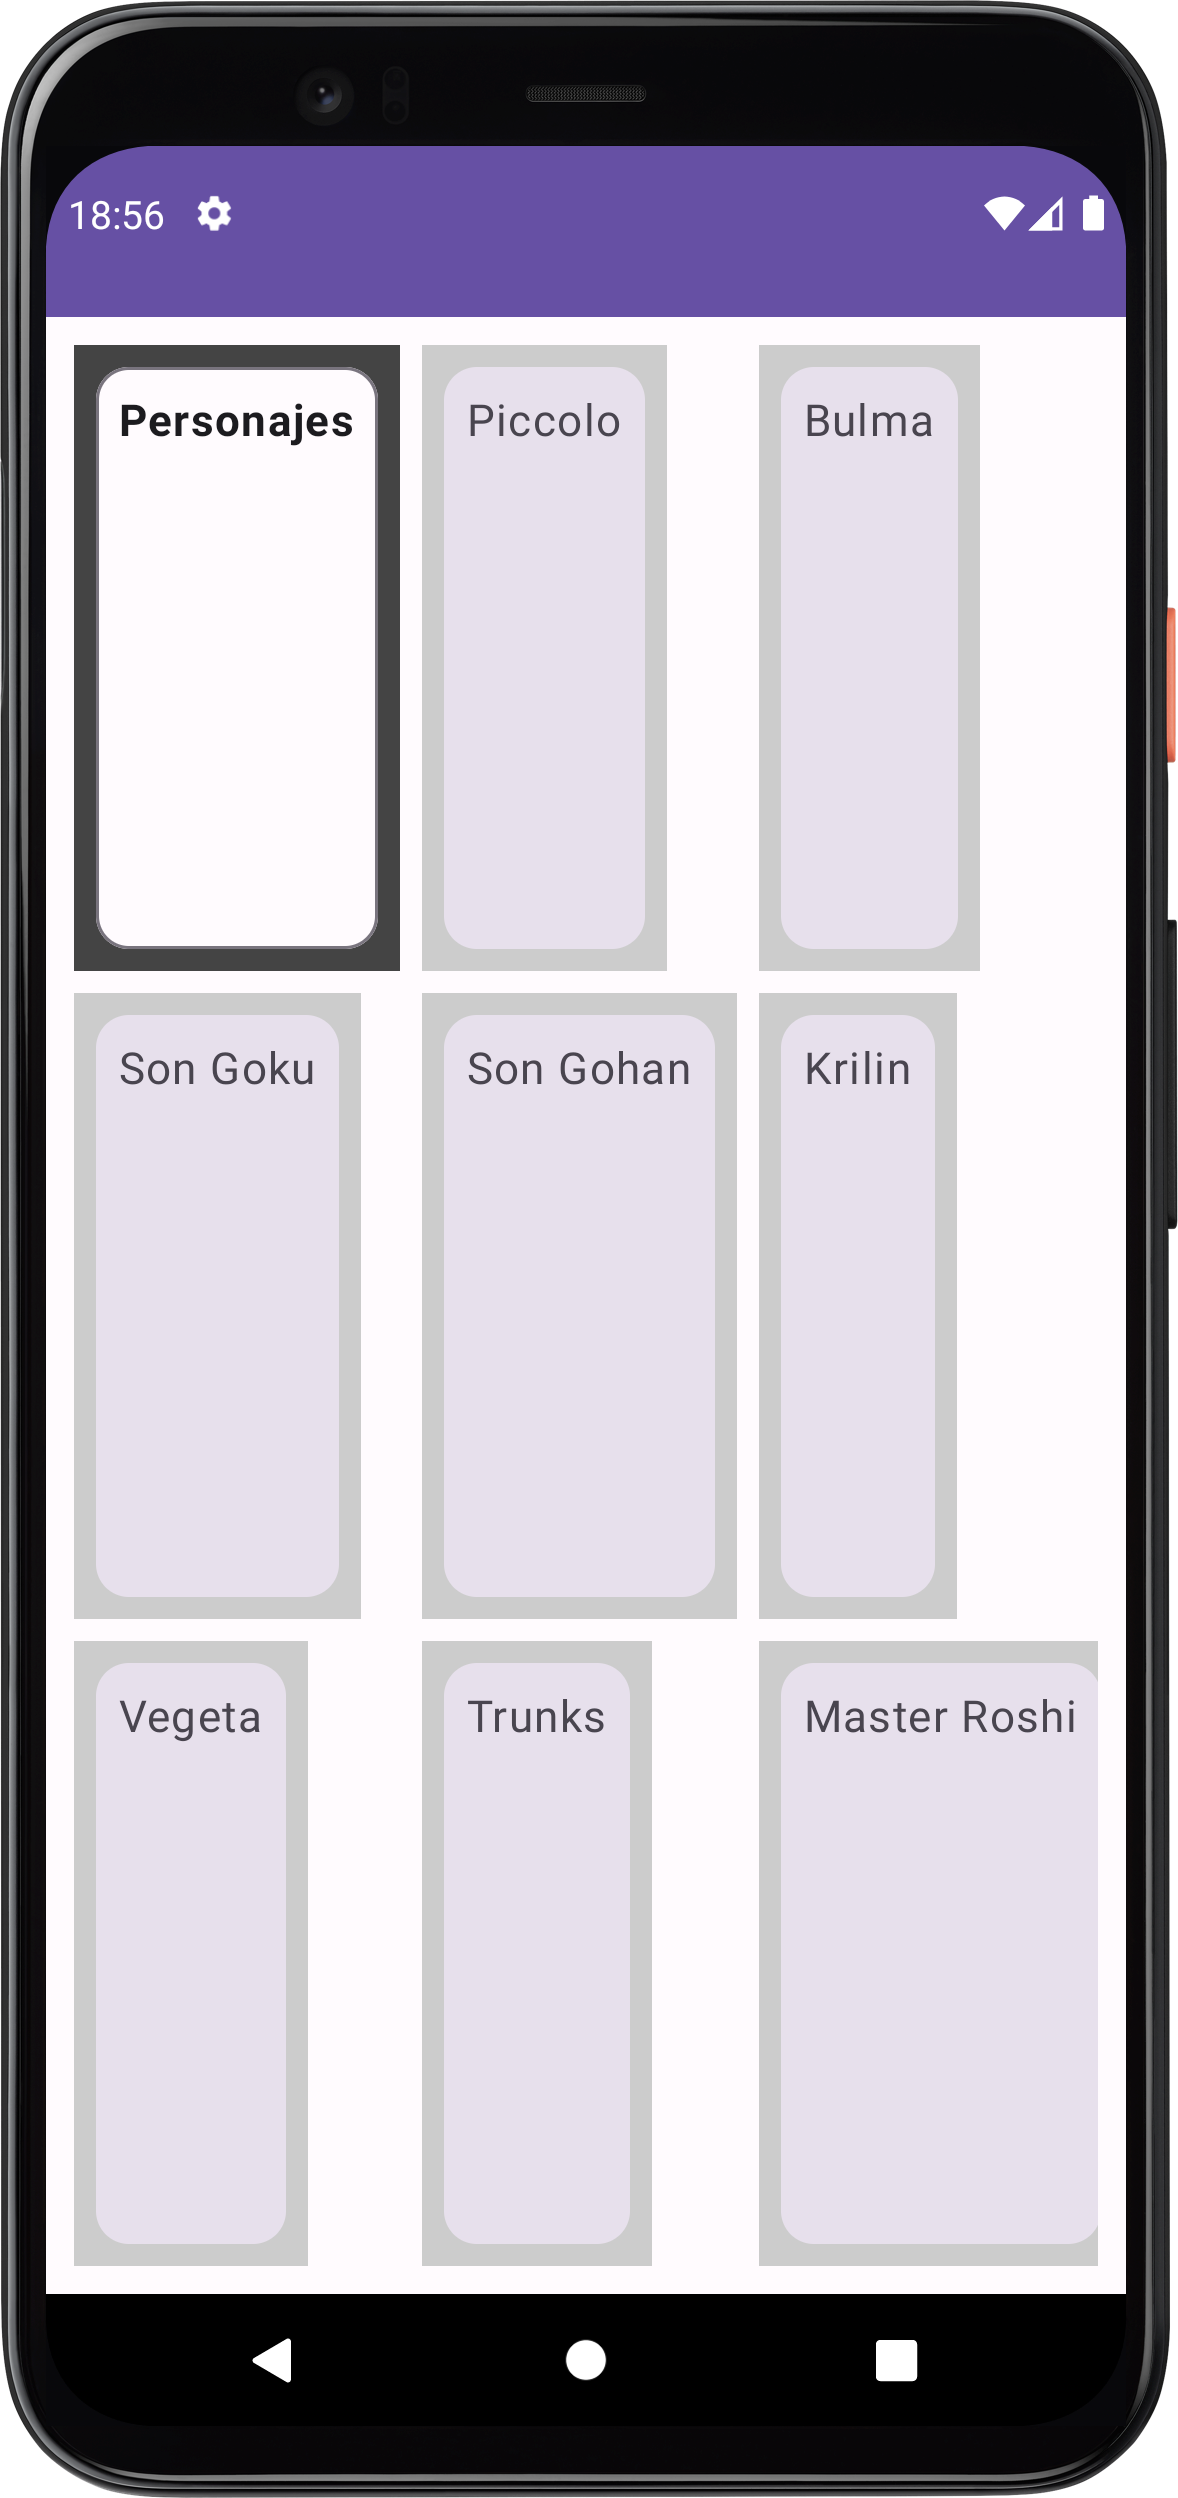 18:56
Personajes
Piccolo
Bulma
Son Goku
Son Gohan
Krilin
Vegeta
Trunks
Master Roshi